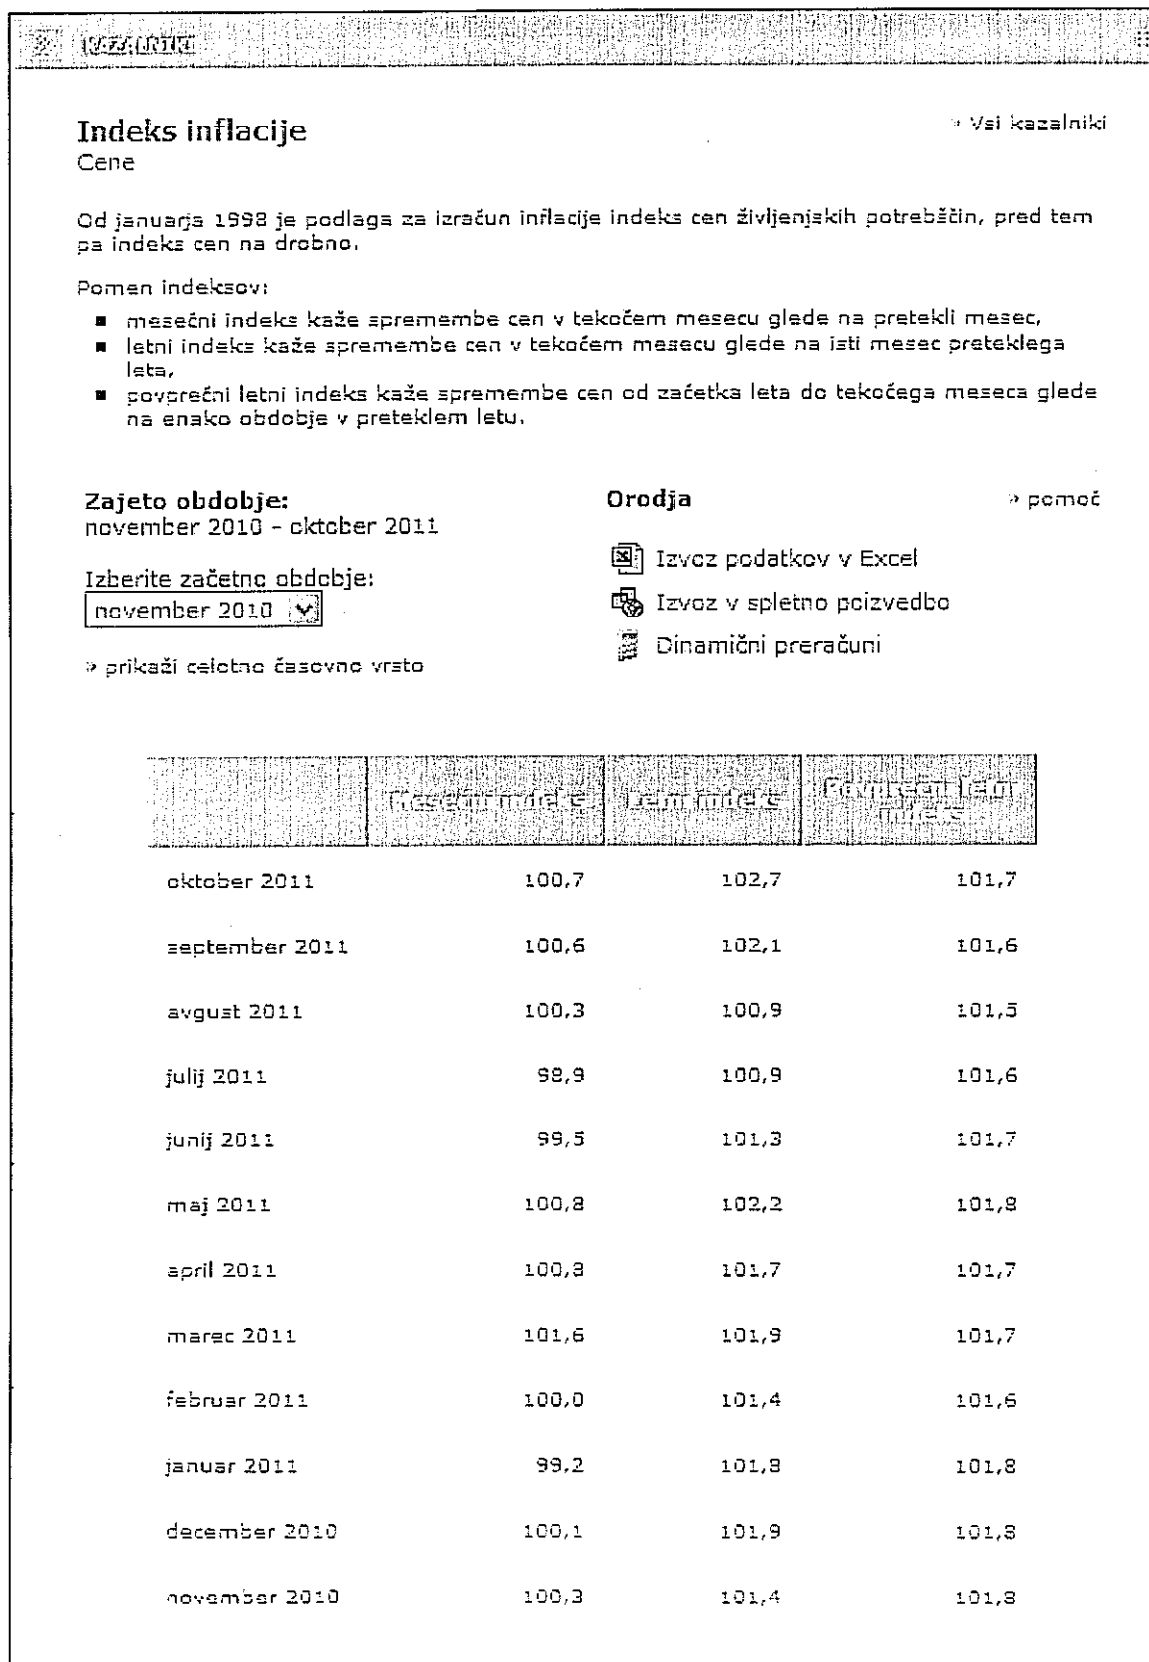 KAZALNIKI
Indeks inflacije
» Vsi kazalniki
Cene
Od januarja 1998 je podlaga za izračun inflacije indeks cen življenjskih potrebščin, pred tem
pa indeks cen na drobno.
Pomen indeksov:
■ mesečni indeks kaže spremembe cen v tekočem mesecu glede na pretekli mesec,
■ letni indeks kaže spremembe cen v tekočem mesecu glede na isti mesec preteklega
leta,
■ povprečni letni indeks kaže spremembe cen od začetka leta do tekočega meseca glede
na enako obdobje v preteklem letu.
Zajeto obdobje:
november 2010 - oktober 2011
Izberite začetno obdobje:
november 2010
» prikaži celotno časovno vrsto
Orodja
» pomoč
Izvoz podatkov v Excel
Izvoz v spletno poizvedbo
Dinamični preračuni
Mesečni indeks Letni indeks Povprečni letni
indeks
oktober 2011 100,7 102,7 101,7
september 2011 100,6 102,1 101,6
avgust 2011 100,3 100,9 101,5
julij 2011 98,9 100,9 101,6
junij 2011 99,5 101,3 101,7
maj 2011 100,8 102,2 101,8
april 2011 101,7 101,7
marec 2011 101,6 101,9 101,7
februar 2011 100,0 101,4 101,6
januar 2011 99,2 101,8 101,8
december 2010 100,1 101,9 101,8
november 2010 100,3 101,4 101,8